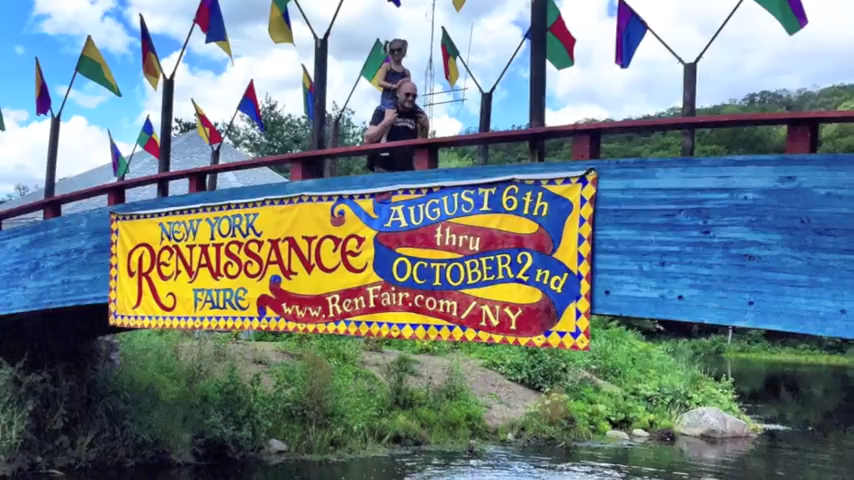 NEW YORK
RENAISSANCE
FAIRE
AUGUST 6th
thru
OCTOBER 2nd
www.RenFair.com/NY